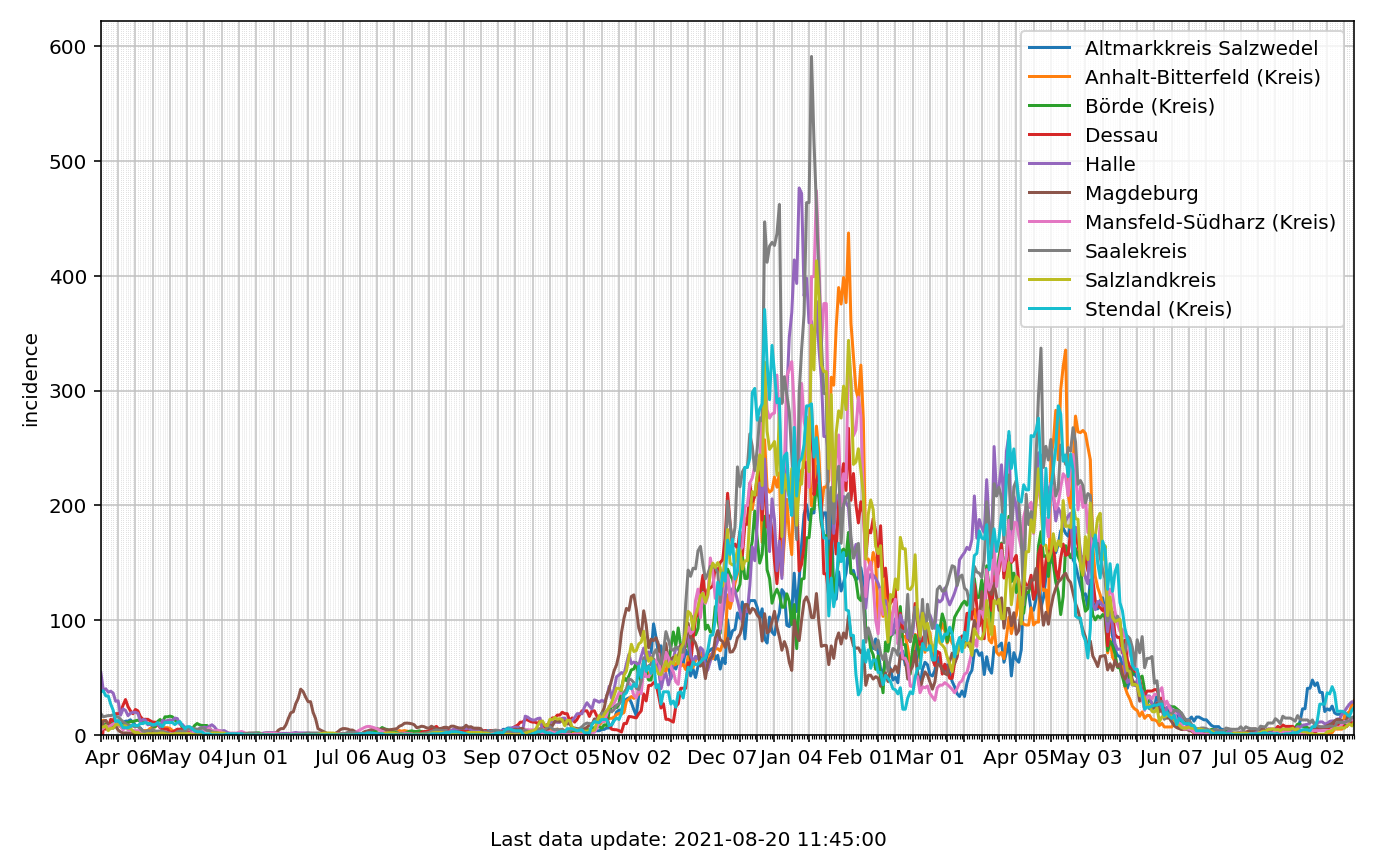 600
500
400
300
200
100
0
incidence
Altmarkkreis Salzwedel
Anhalt-Bitterfeld (Kreis)
Börde (Kreis)
Dessau
Halle
Magdeburg
Mansfeld-Südharz (Kreis)
Saalekreis
Salzlandkreis
Stendal (Kreis)
Apr 06 May 04 Jun 01 Jul 06 Aug 03 Sep 07 Oct 05 Nov 02 Dec 07 Jan 04 Feb 01 Mar 01 Apr 05 May 03 Jun 07 Jul 05 Aug 02
Last data update: 2021-08-20 11:45:00